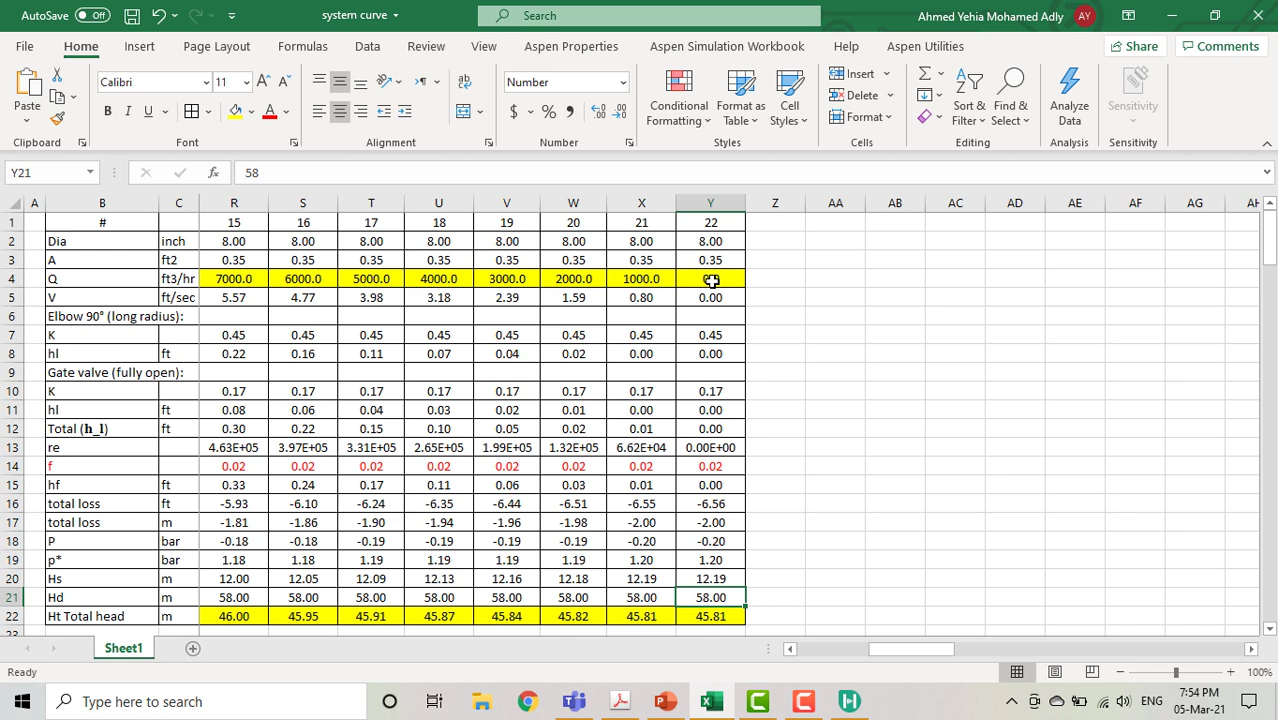 AutoSave Off system curve Search Ahmed Yehia Mohamed Adly AY
File Home Insert Page Layout Formulas Data Review View Aspen Properties Aspen Simulation Workbook Help Aspen Utilities Share Comments
Paste Calibri 11 Number Conditional Formatting Format as Table Cell Styles Insert Delete Format Sort & Filter Find & Select Analyze Data Sensitivity
Clipboard Font Alignment Number Styles Cells Editing Analysis Sensitivity
Y21 fx 58
A B C R S T U V W X Y Z AA AB AC AD AE AF AG AH
1 # 15 16 17 18 19 20 21 22
2 Dia inch 8.00 8.00 8.00 8.00 8.00 8.00 8.00 8.00
3 A ft2 0.35 0.35 0.35 0.35 0.35 0.35 0.35 0.35
4 Q ft3/hr 7000.0 6000.0 5000.0 4000.0 3000.0 2000.0 1000.0
5 V ft/sec 5.57 4.77 3.98 3.18 2.39 1.59 0.80 0.00
6 Elbow 90° (long radius):
7 K 0.45 0.45 0.45 0.45 0.45 0.45 0.45 0.45
8 hl ft 0.22 0.16 0.11 0.07 0.04 0.02 0.00 0.00
9 Gate valve (fully open):
10 K 0.17 0.17 0.17 0.17 0.17 0.17 0.17 0.17
11 hl ft 0.08 0.06 0.04 0.03 0.02 0.01 0.00 0.00
12 Total (h_l) ft 0.30 0.22 0.15 0.10 0.05 0.02 0.01 0.00
13 re 4.63E+05 3.97E+05 3.31E+05 2.65E+05 1.99E+05 1.32E+05 6.62E+04 0.00E+00
14 f 0.02 0.02 0.02 0.02 0.02 0.02 0.02 0.02
15 hf ft 0.33 0.24 0.17 0.11 0.06 0.03 0.01 0.00
16 total loss ft -5.93 -6.10 -6.24 -6.35 -6.44 -6.51 -6.55 -6.56
17 total loss m -1.81 -1.86 -1.90 -1.94 -1.96 -1.98 -2.00 -2.00
18 P bar -0.18 -0.18 -0.19 -0.19 -0.19 -0.19 -0.20 -0.20
19 p* bar 1.18 1.18 1.19 1.19 1.19 1.19 1.20 1.20
20 Hs m 12.00 12.05 12.09 12.13 12.16 12.18 12.19 12.19
21 Hd m 58.00 58.00 58.00 58.00 58.00 58.00 58.00 58.00
22 Ht Total head m 46.00 45.95 45.91 45.87 45.84 45.82 45.81 45.81
23
Sheet1
Ready 100%
Type here to search ENG 7:54 PM
05-Mar-21